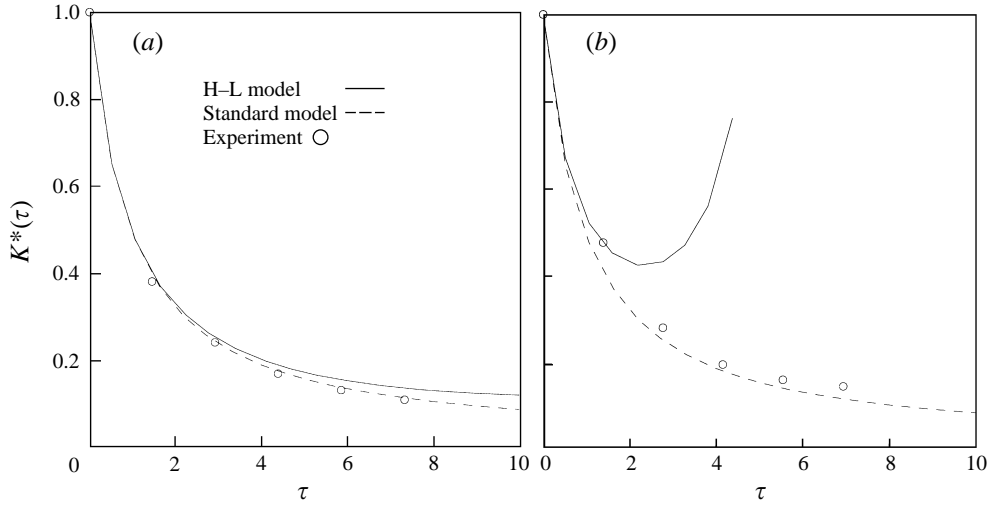 (a)
(b)
H–L model
Standard model
Experiment
K*(τ)
1.0
0.8
0.6
0.4
0.2
0
2
4
6
8
10
τ
0
2
4
6
8
10
τ